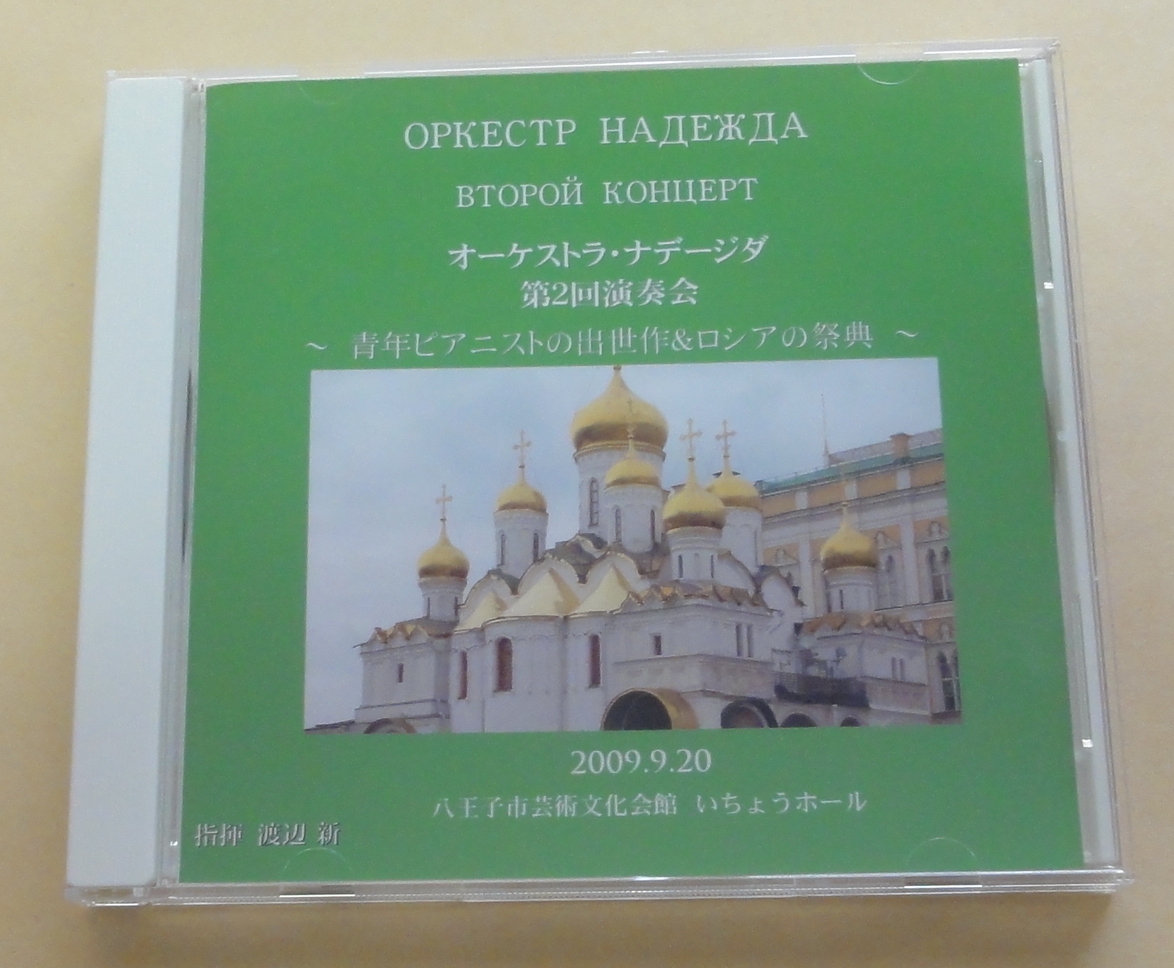 ОРКЕСТР НАДЕЖДА
ВТОРОЙ КОНЦЕРТ
オーケストラ・ナデージダ
第2回演奏会
～ 青年ピアニストの出世作&ロシアの祭典 ～
2009.9.20
八王子市芸術文化会館 いちょうホール
指揮 渡辺 新